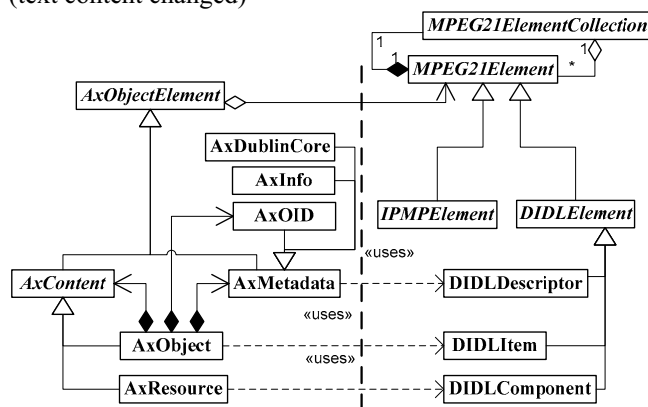 (text content changed)
MPEG21ElementCollection
1
1
1
*
MPEG21Element
AxObjectElement
AxDublinCore
AxInfo
AxOID
IPMPElement
DIDLElement
«uses»
AxContent
AxMetadata
DIDLDescriptor
«uses»
AxObject
DIDLItem
«uses»
AxResource
DIDLComponent